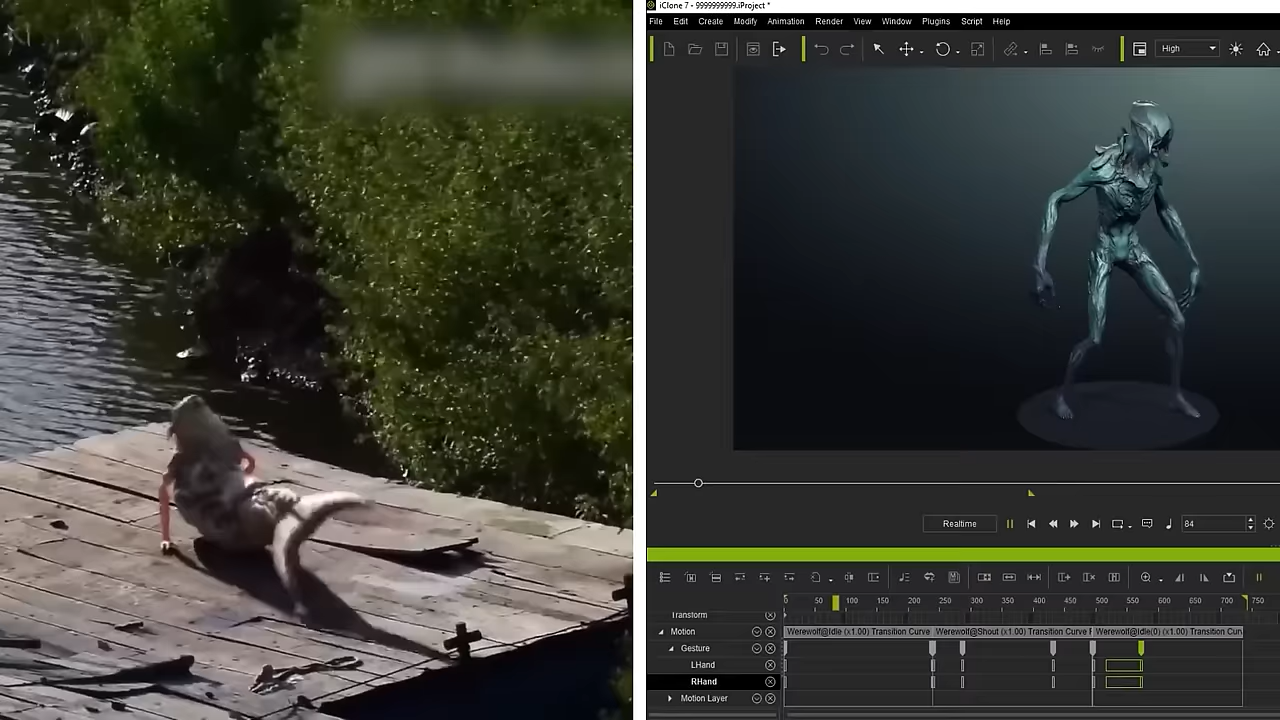 iClone 7 - 9999999999.iProject *
File Edit Create Modify Animation Render View Window Plugins Script Help
High
Realtime
84
0 50 100 150 200 250 300 350 400 450 500 550 600 650 700 750
Transform
Motion Werewolf@Idle (x1.00) Transition Curve Werewolf@Shout (x1.00) Transition Curve F Werewolf@Idle(0) (x1.00) Transition Curv
Gesture
LHand
RHand
Motion Layer